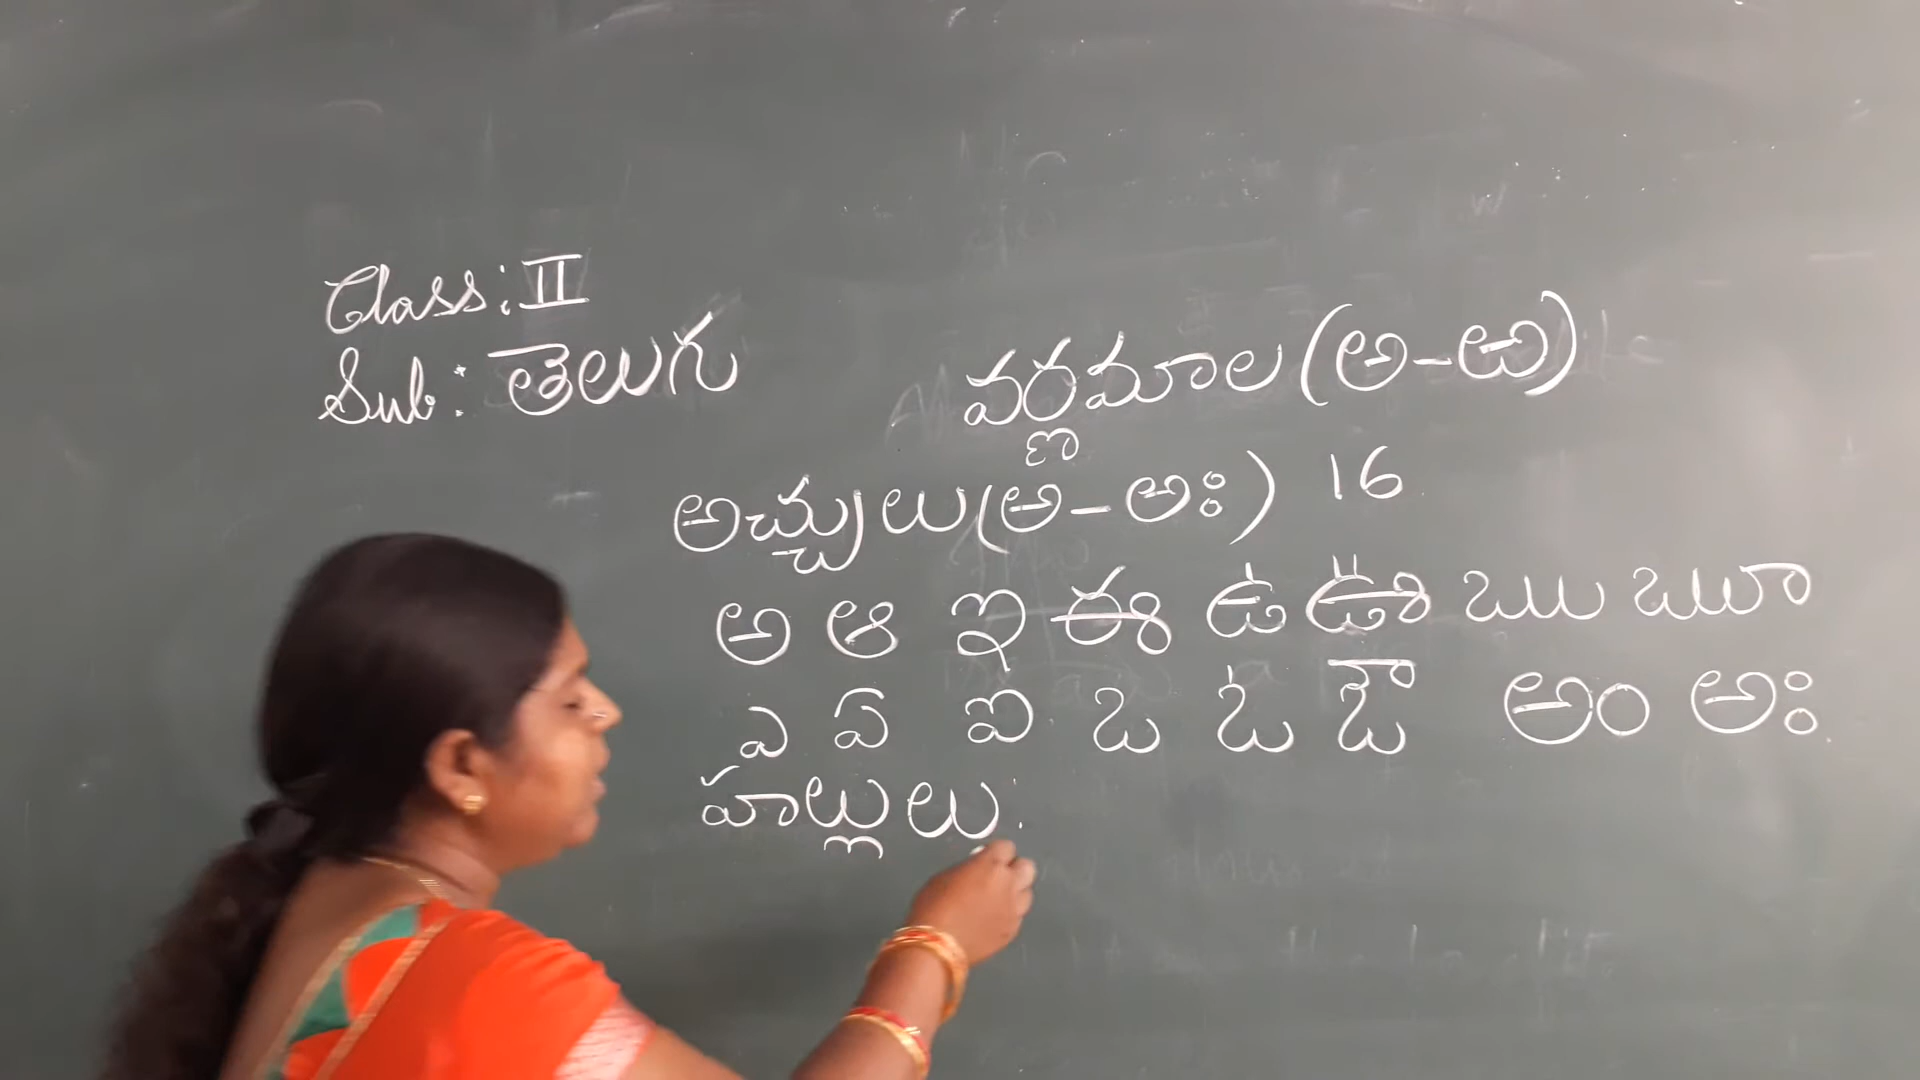 Class: II
Sub: తెలుగు
వర్ణమాల (అ-ఱ)
అచ్చులు (అ-అః) 16
అ ఆ ఇ ఈ ఉ ఊ ఋ ౠ
ఎ ఏ ఐ ఒ ఓ ఔ అం అః
హల్లులు: